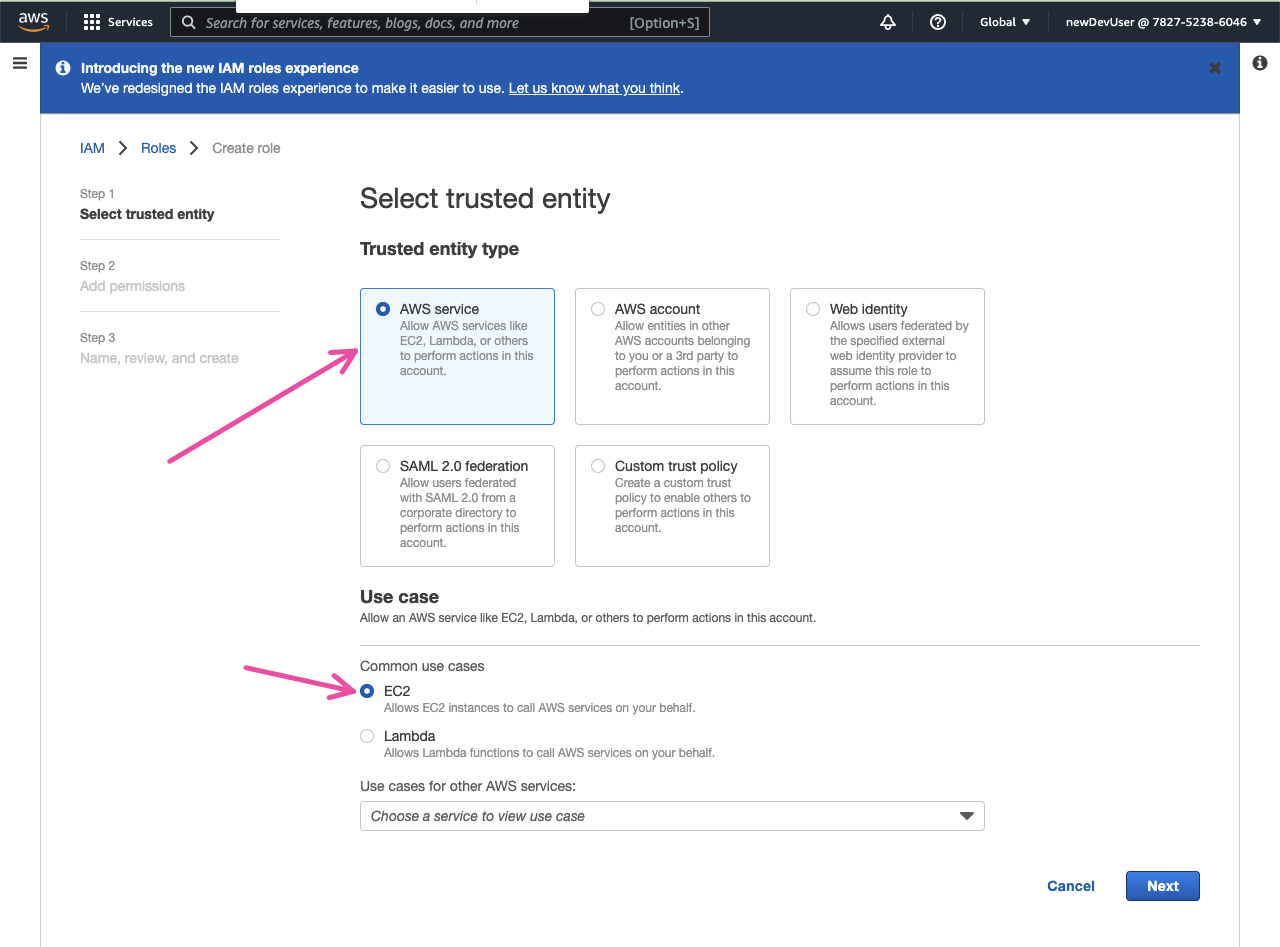 aws
Services
Search for services, features, blogs, docs, and more
[Option+S]
Global
newDevUser @ 7827-5238-6046
Introducing the new IAM roles experience
We've redesigned the IAM roles experience to make it easier to use. Let us know what you think.
IAM
Roles
Create role
Step 1
Select trusted entity
Step 2
Add permissions
Step 3
Name, review, and create
Select trusted entity
Trusted entity type
AWS service
Allow AWS services like
EC2, Lambda, or others
to perform actions in this
account.
AWS account
Allow entities in other
AWS accounts belonging
to you or a 3rd party to
perform actions in this
account.
Web identity
Allows users federated by
the specified external
web identity provider to
assume this role to
perform actions in this
account.
SAML 2.0 federation
Allow users federated
with SAML 2.0 from a
corporate directory to
perform actions in this
account.
Custom trust policy
Create a custom trust
policy to enable others to
perform actions in this
account.
Use case
Allow an AWS service like EC2, Lambda, or others to perform actions in this account.
Common use cases
EC2
Allows EC2 instances to call AWS services on your behalf.
Lambda
Allows Lambda functions to call AWS services on your behalf.
Use cases for other AWS services:
Choose a service to view use case
Cancel
Next